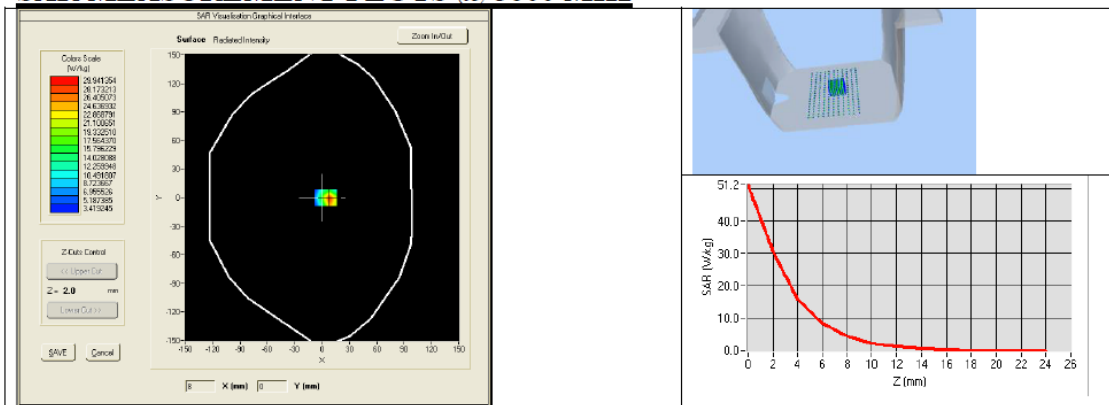 SAR Visualisation Graphical Interface
Surface Radiated Intensity
Zoom In/Out
Colors Scale
(W/kg)
28.941354
28.173213
26.405073
24.636932
22.868791
21.100651
19.332510
17.564370
15.796229
14.028088
12.259948
10.491807
8.723667
6.955526
5.187385
3.419245
Z-Cuts Control
<< Upper Cut
Z= 2.0 mm
Lower Cut >>
SAVE Cancel
150-
120-
90-
60-
30-
Y 0-
-30-
-60-
-90-
-120-
-150-
-150 -120 -90 -60 -30 0 30 60 90 120 150
X
8 X (mm) 0 Y (mm)
51.2-
40.0-
30.0-
20.0-
10.0-
0.0-
SAR (W/kg)
0 2 4 6 8 10 12 14 16 18 20 22 24 26
Z (mm)